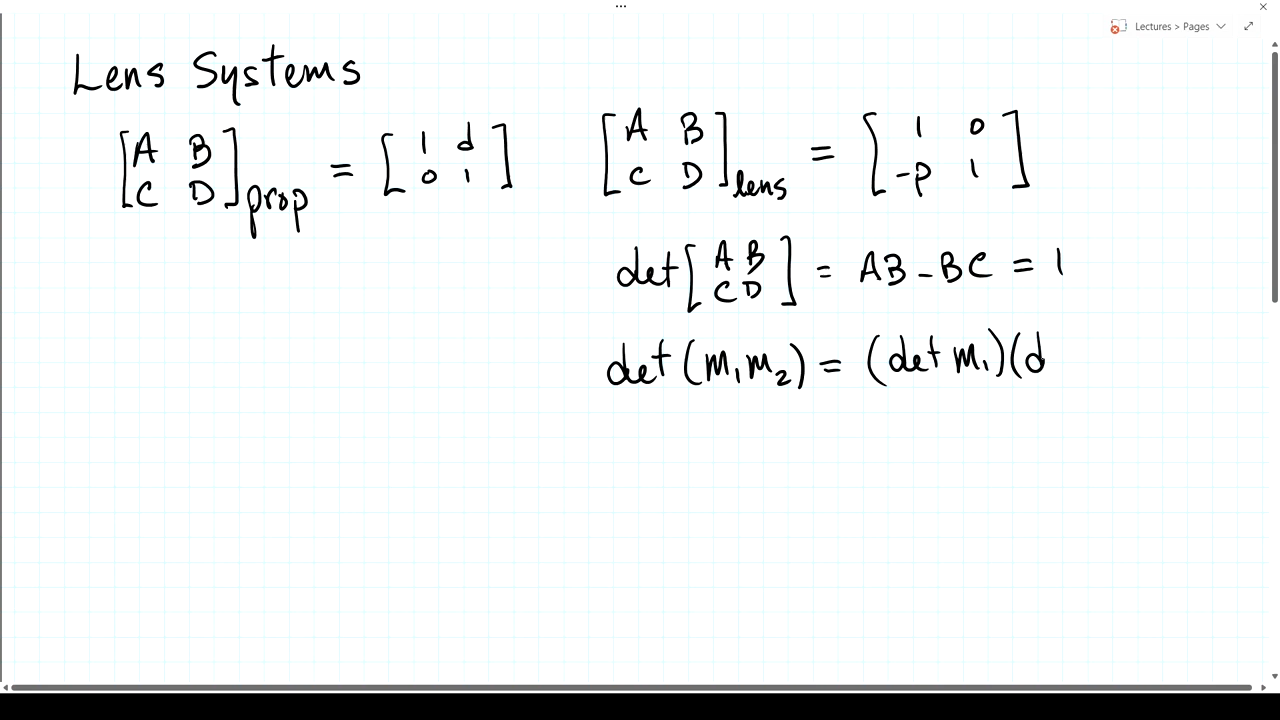 Lectures > Pages
Lens Systems
[A B; C D]prop = [1 d; 0 1]
[A B; C D]lens = [1 0; -P 1]
det[A B; C D] = AB - BC = 1
det(M₁M₂) = (det M₁)(d